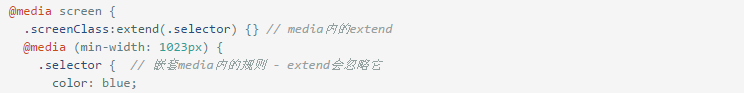 @media screen {
.screenClass:extend(.selector) {} // media内的extend
@media (min-width: 1023px) {
.selector {  // 嵌套media内的规则 - extend会忽略它
color: blue;